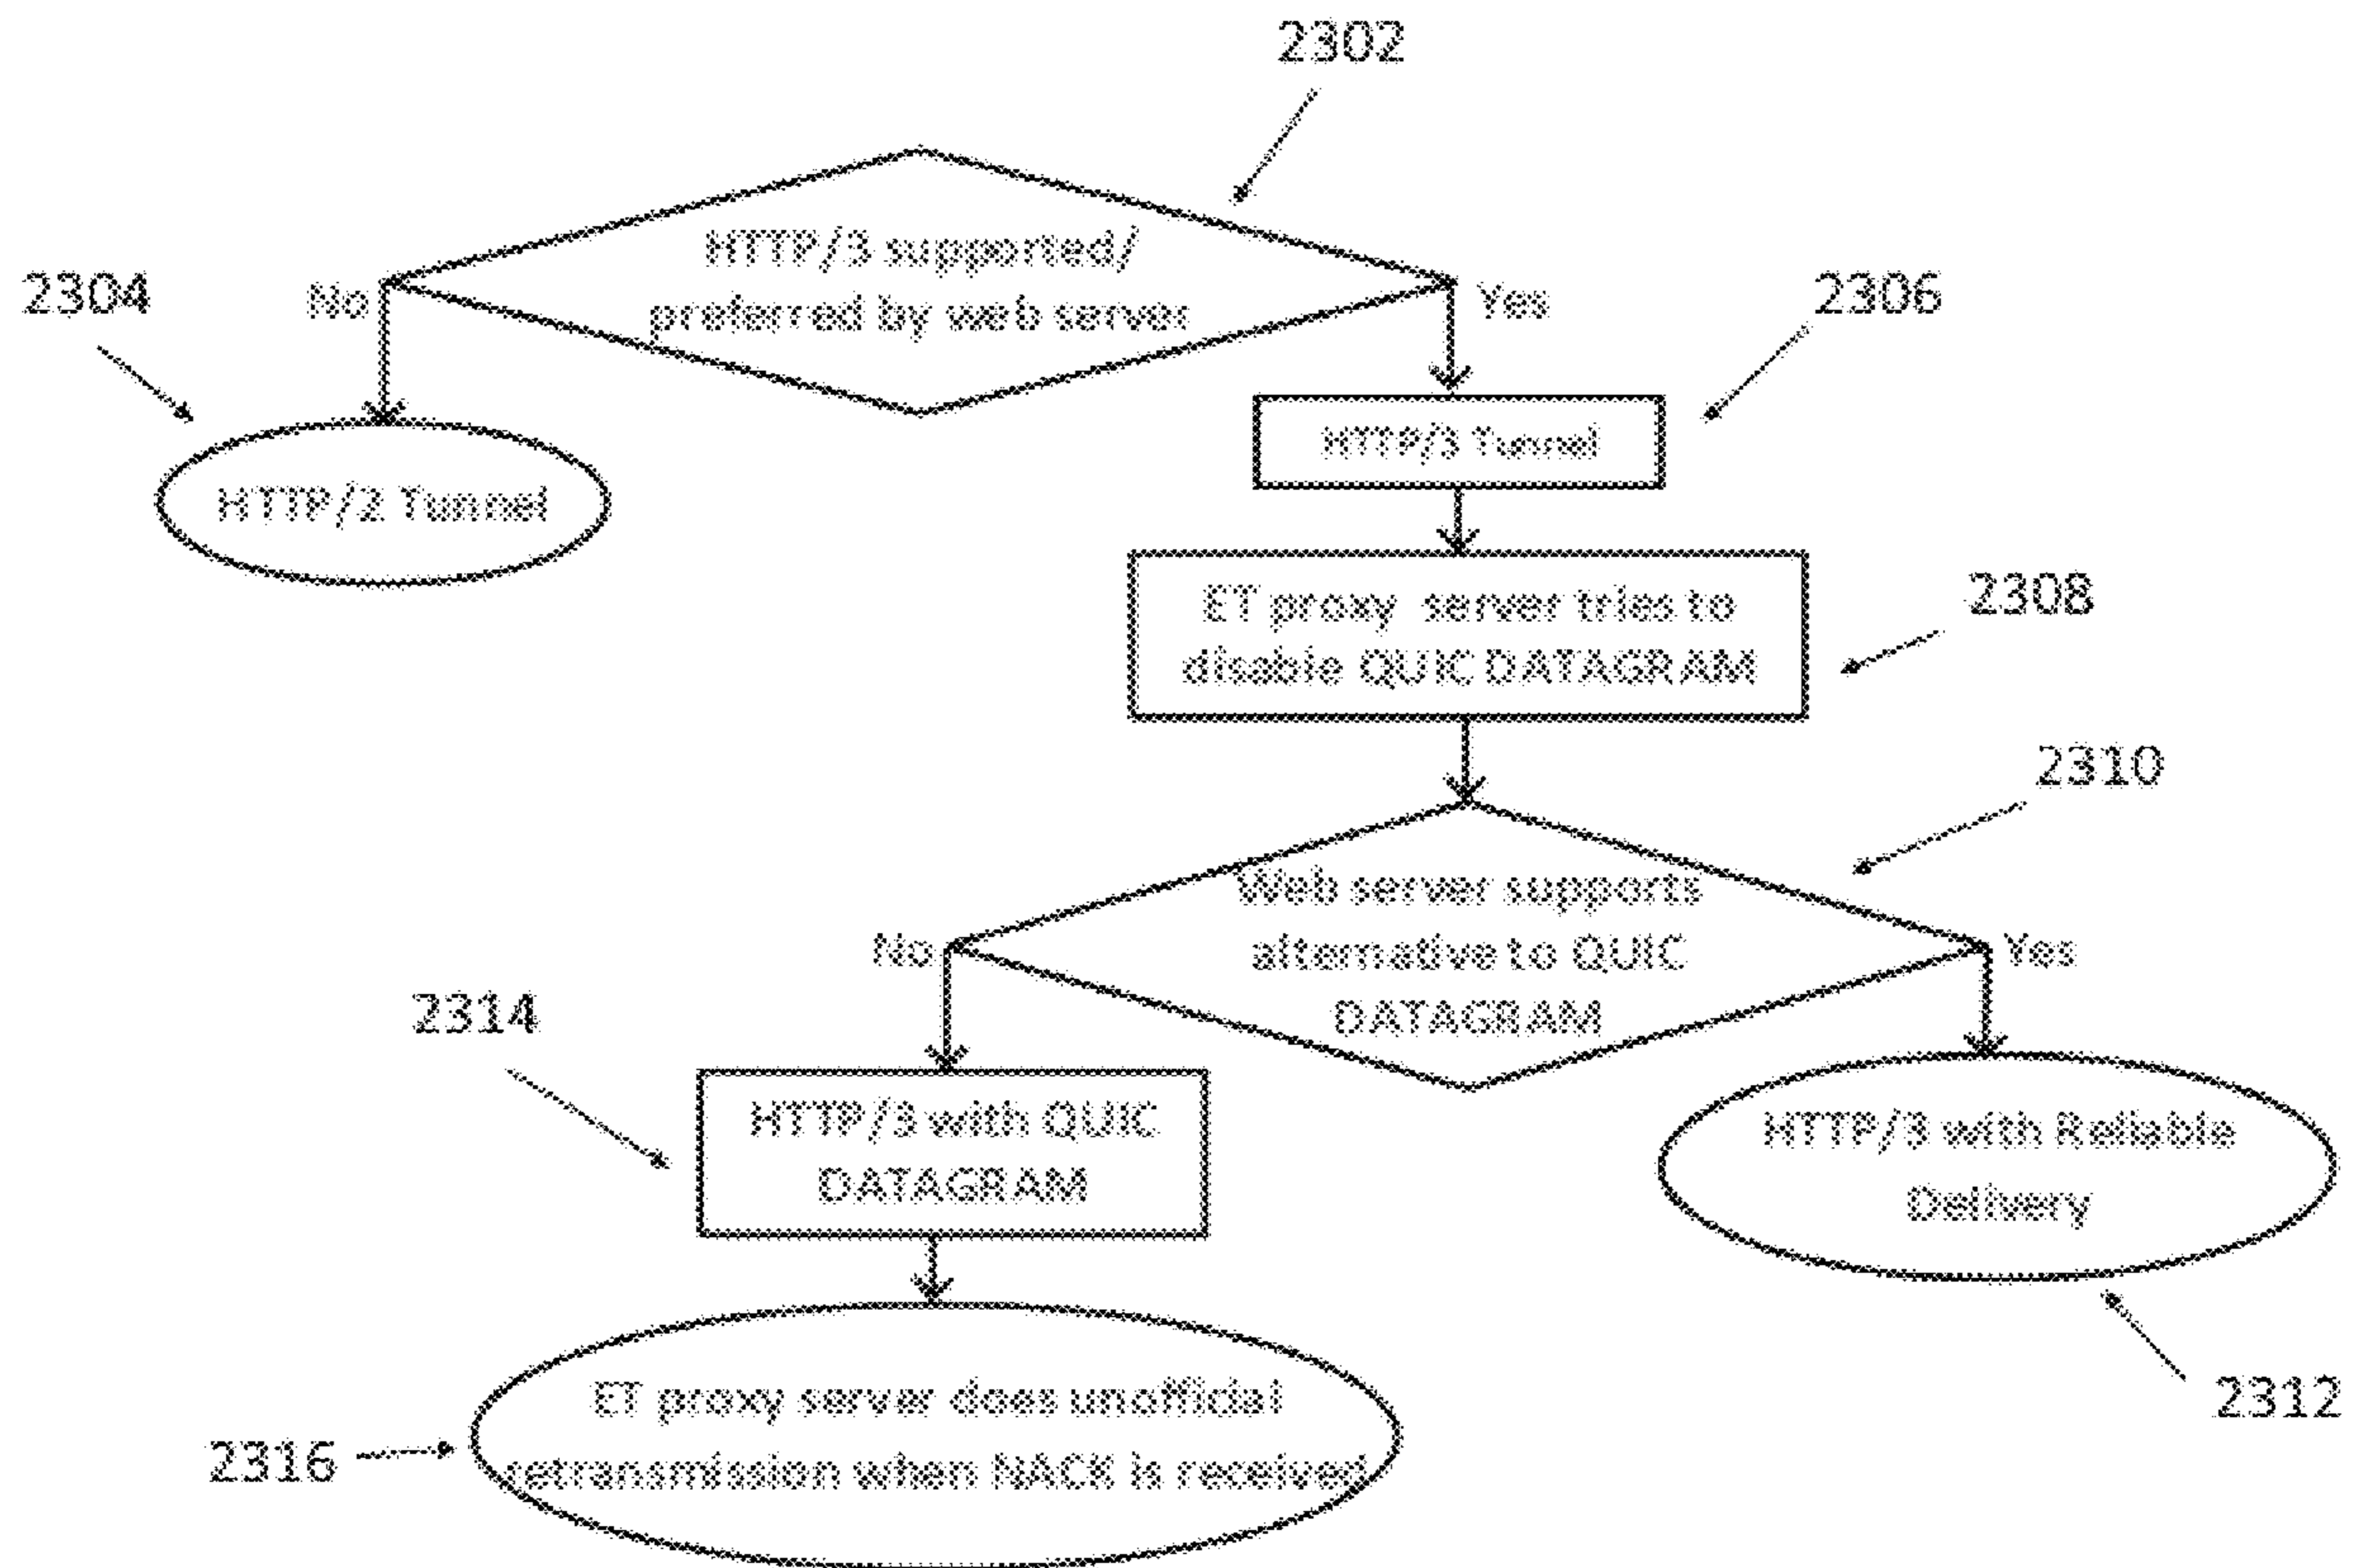 2302
HTTP/3 supported/
preferred by web server
2304
No
Yes
2306
HTTP/2 Tunnel
HTTP/3 Tunnel
ET proxy server tries to
disable QUIC DATAGRAM
2308
2310
Web server supports
alternative to QUIC
DATAGRAM
No
Yes
2314
HTTP/3 with QUIC
DATAGRAM
HTTP/3 with Reliable
Delivery
2312
ET proxy server does unofficial
retransmission when NACK is received
2316